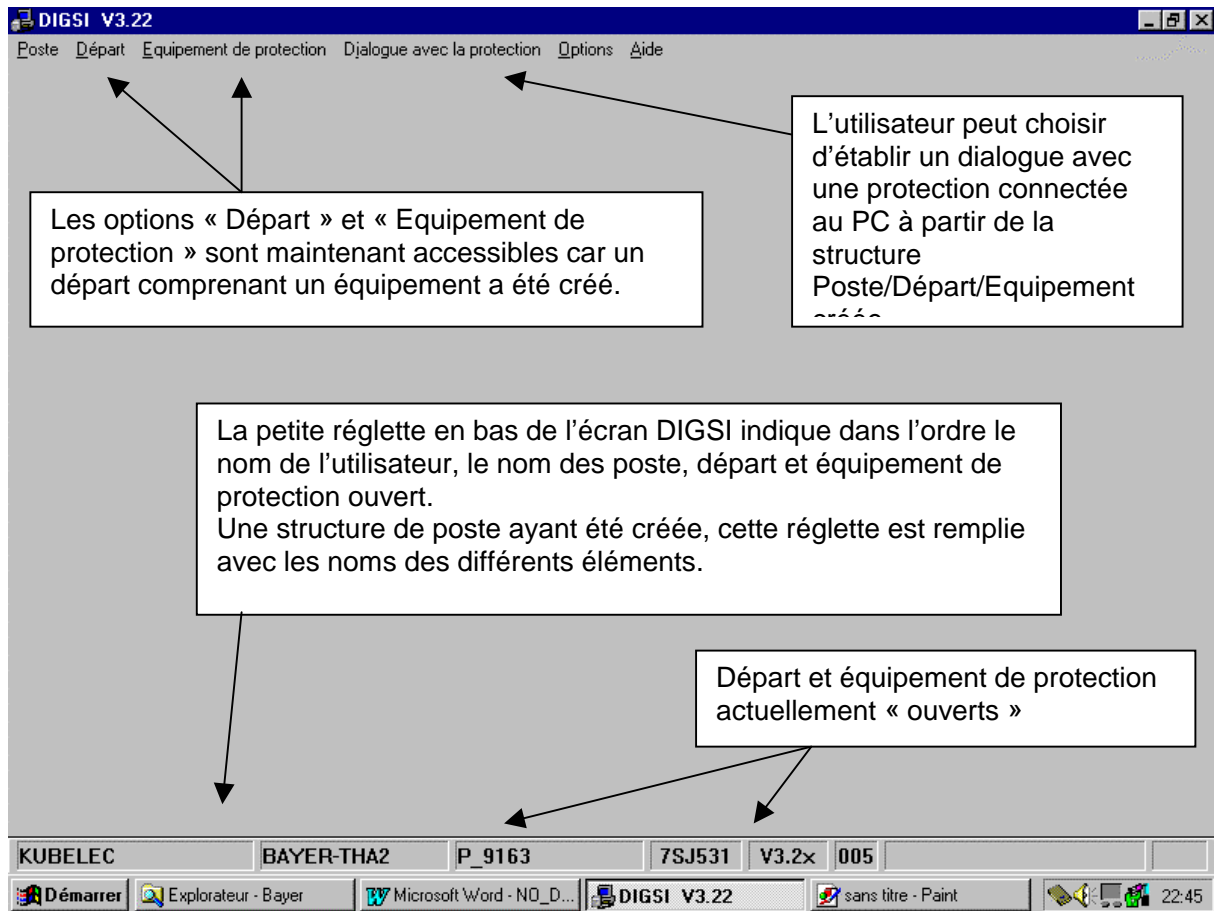 DIGSI V3.22
Poste Départ Equipement de protection Dialogue avec la protection Options Aide
L’utilisateur peut choisir
d’établir un dialogue avec
une protection connectée
au PC à partir de la
structure
Poste/Départ/Equipement
créée
Les options « Départ » et « Equipement de
protection » sont maintenant accessibles car un
départ comprenant un équipement a été créé.
La petite réglette en bas de l’écran DIGSI indique dans l’ordre le
nom de l’utilisateur, le nom des poste, départ et équipement de
protection ouvert.
Une structure de poste ayant été créée, cette réglette est remplie
avec les noms des différents éléments.
Départ et équipement de protection
actuellement « ouverts »
KUBELEC BAYER-THA2 P_9163 7SJ531 V3.2x 005
Démarrer Explorateur - Bayer Microsoft Word - NO_D... DIGSI V3.22 sans titre - Paint 22:45